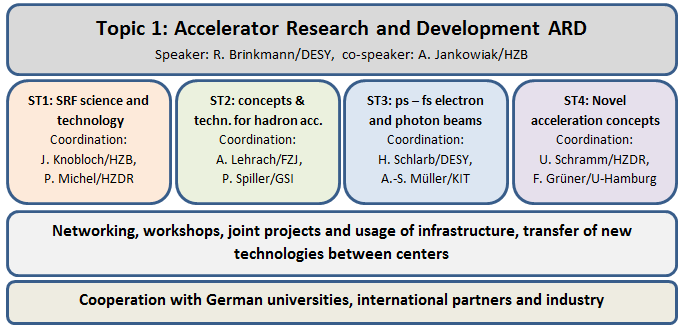 Topic 1: Accelerator Research and Development ARD
Speaker: R. Brinkmann/DESY, co-speaker: A. Jankowiak/HZB
ST1: SRF science and
technology
Coordination:
J. Knobloch/HZB,
P. Michel/HZDR
ST2: concepts &
techn. for hadron acc.
Coordination:
A. Lehrach/FZJ,
P. Spiller/GSI
ST3: ps – fs electron
and photon beams
Coordination:
H. Schlarb/DESY,
A.-S. Müller/KIT
ST4: Novel
acceleration concepts
Coordination:
U. Schramm/HZDR,
F. Grüner/U-Hamburg
Networking, workshops, joint projects and usage of infrastructure, transfer of new
technologies between centers
Cooperation with German universities, international partners and industry